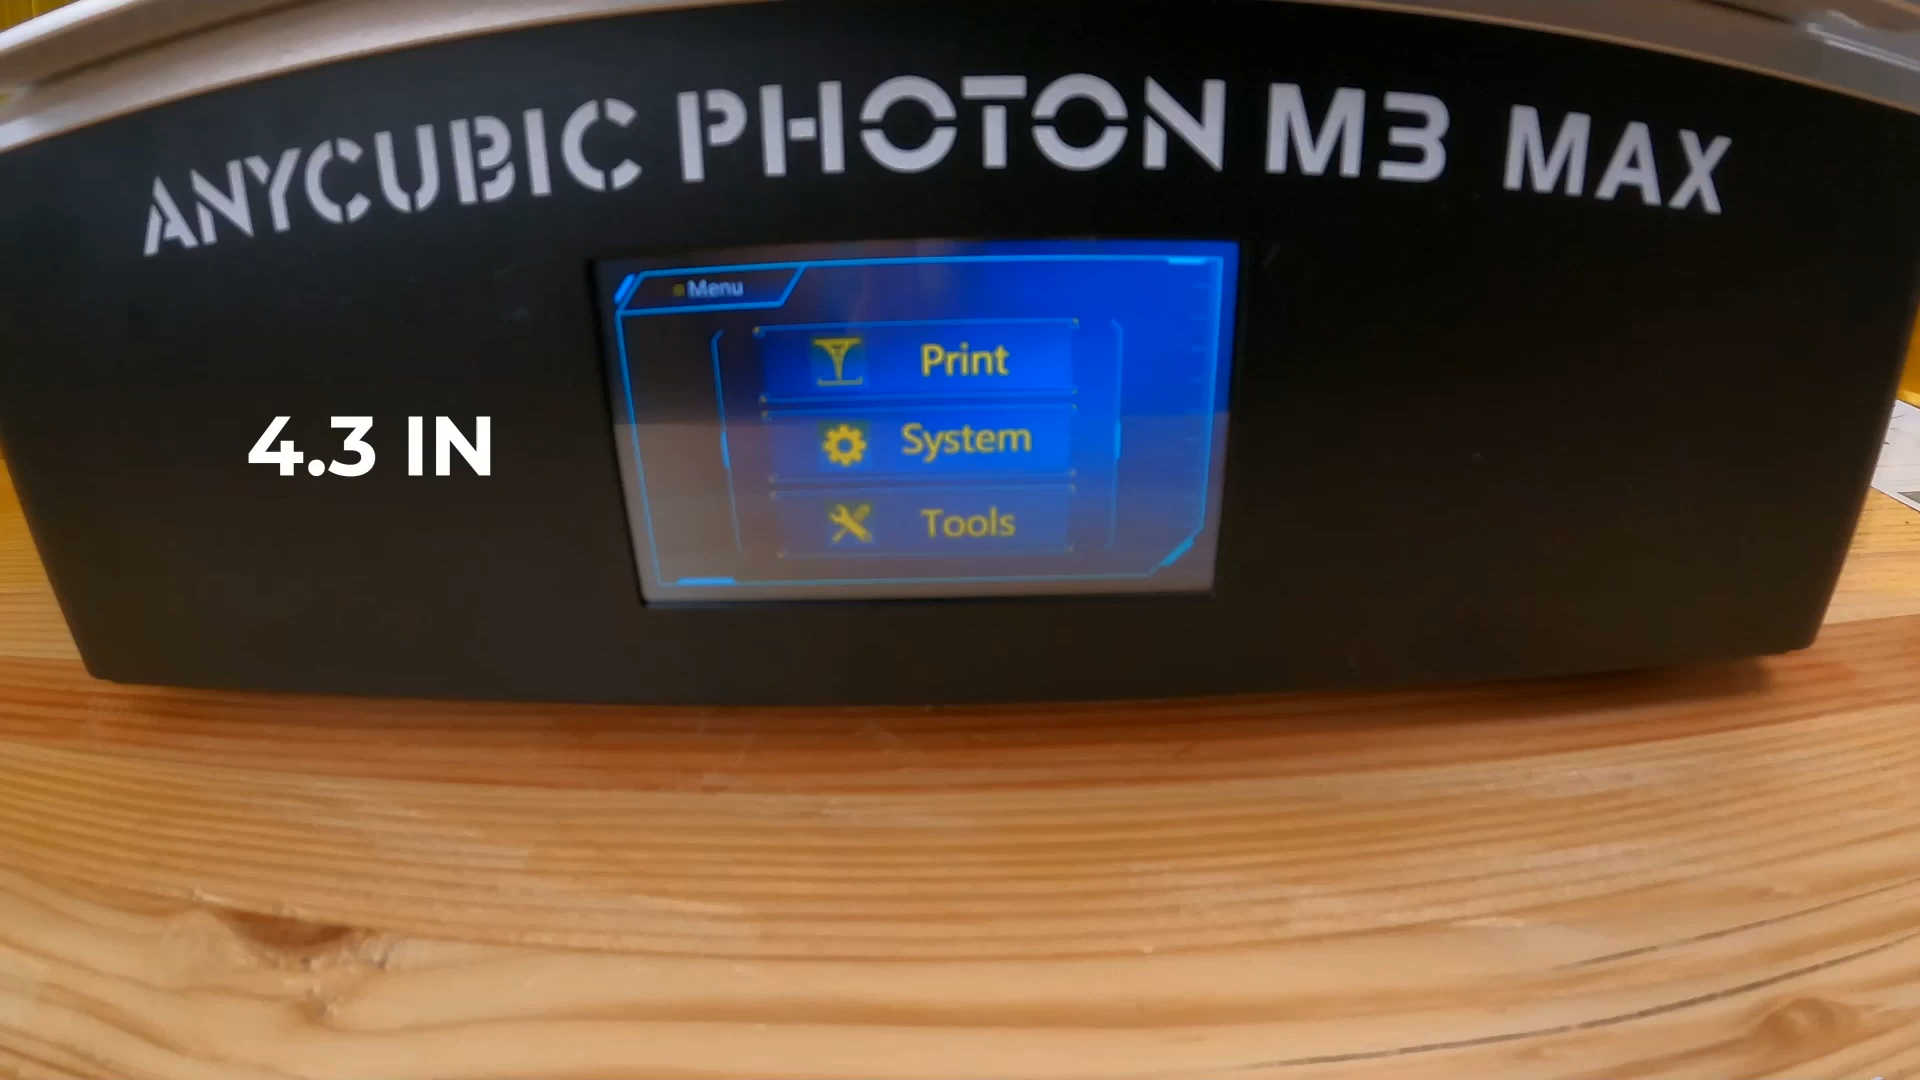 ANYCUBIC PHOTON M3 MAX
Menu
Print
4.3 IN
System
Tools